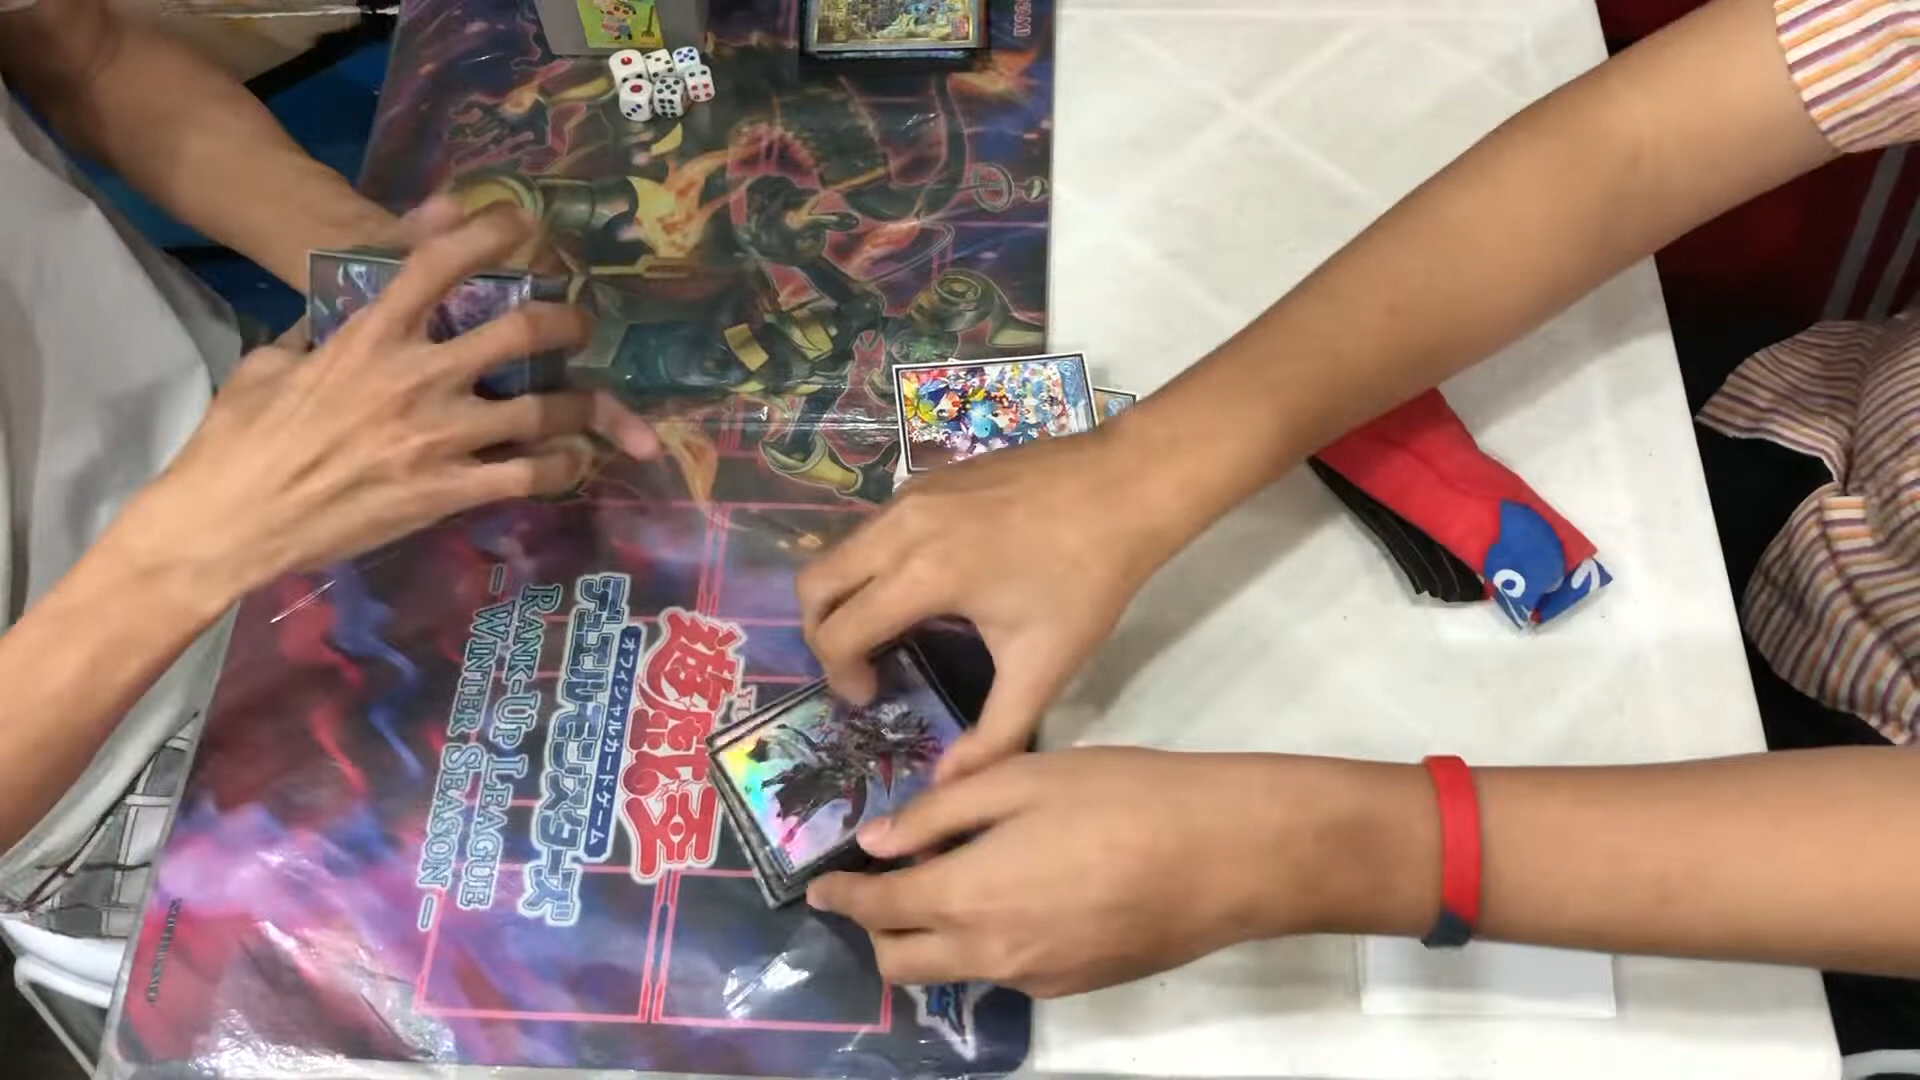 遊戯王
オフィシャルカードゲーム
デュエルモンスターズ
RANK-UP LEAGUE
– WINTER SEASON –